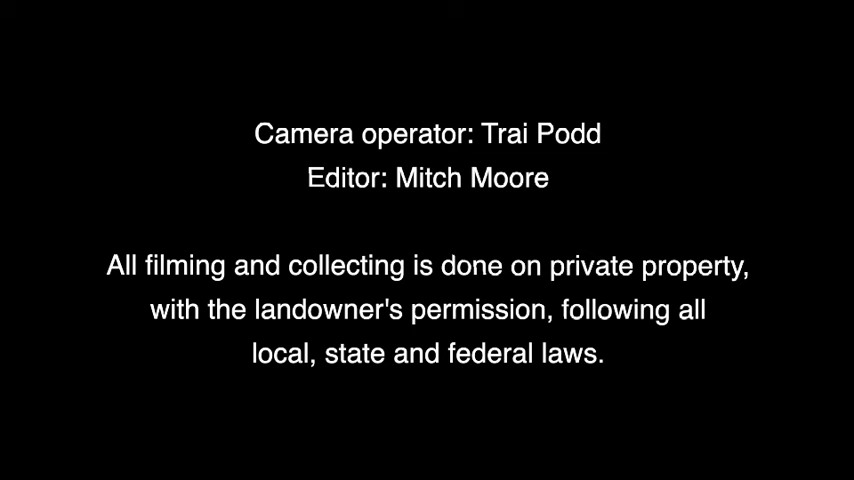 Camera operator: Trai Podd
Editor: Mitch Moore
All filming and collecting is done on private property,
with the landowner's permission, following all
local, state and federal laws.